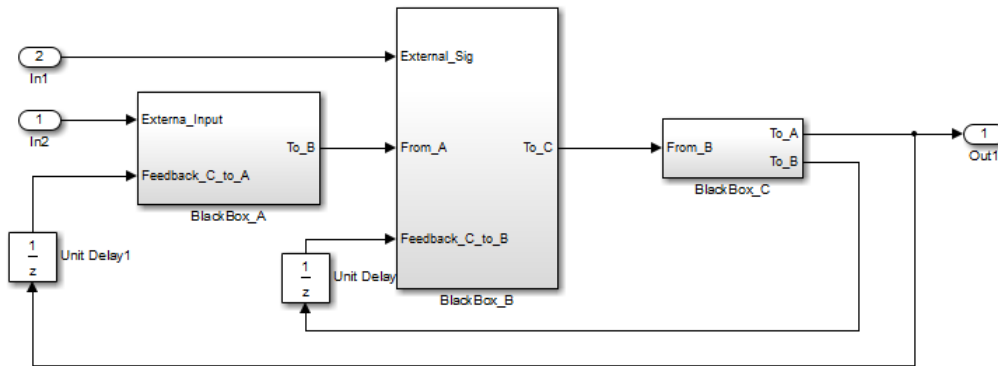 2
In1
External_Sig
1
In2
Externa_Input
To_B
Feedback_C_to_A
BlackBox_A
From_A
To_C
From_B
To_A
To_B
BlackBox_C
1
Out1
1
z
Unit Delay1
Feedback_C_to_B
1
z
Unit Delay
BlackBox_B